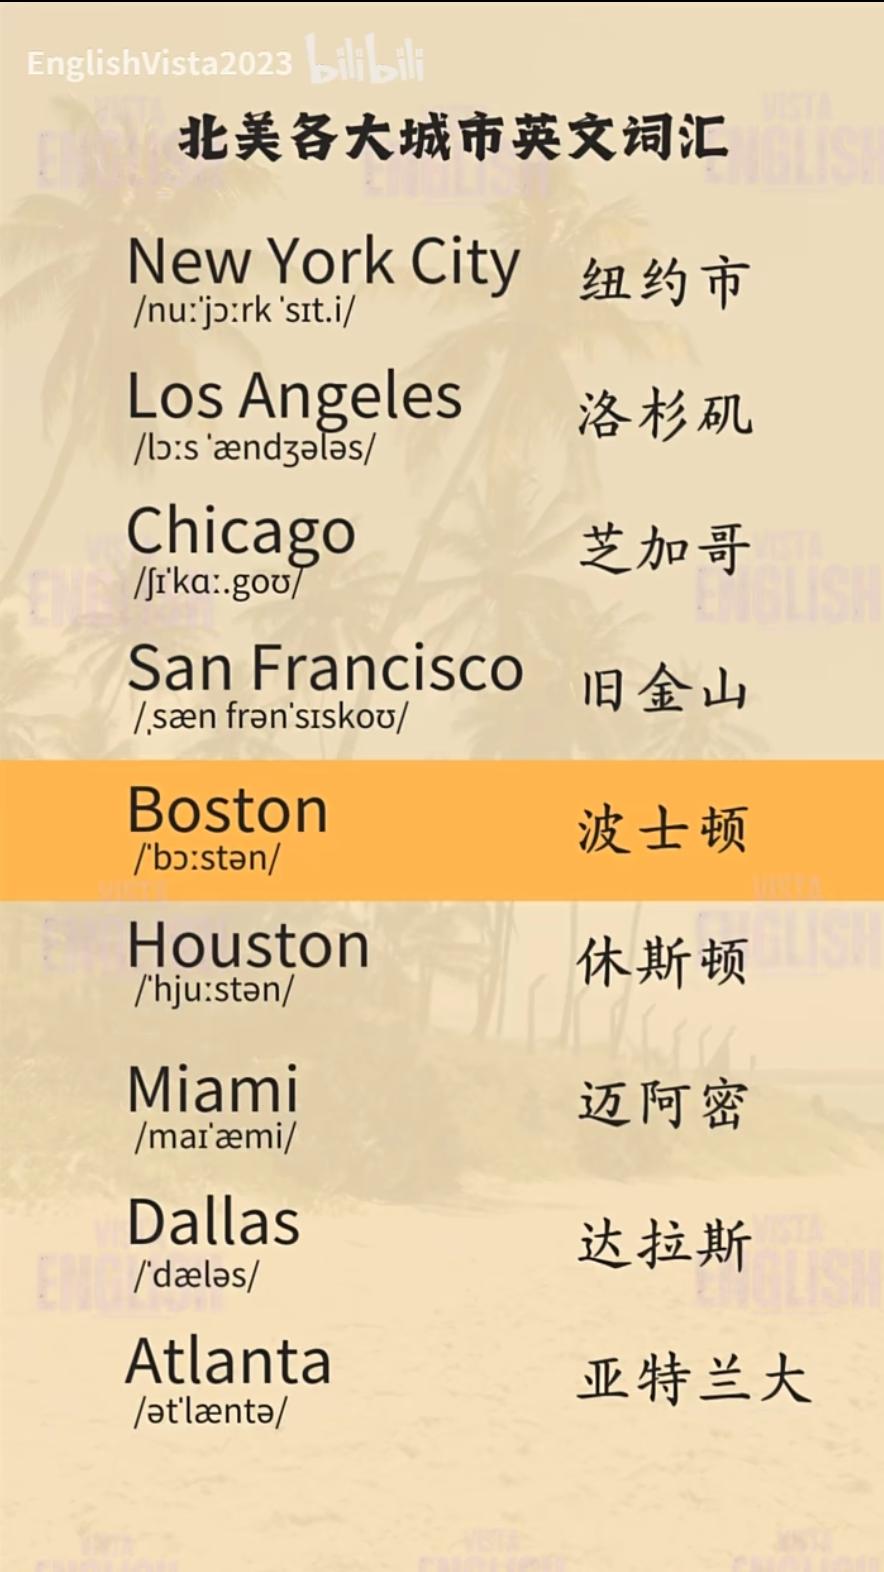 EnglishVista2023 bilibili
北美各大城市英文词汇
New York City 纽约市
/nuːˈjɔːrk ˈsɪt.i/
Los Angeles 洛杉矶
/lɔːs ˈændʒələs/
Chicago 芝加哥
/ʃɪˈkɑː.ɡoʊ/
San Francisco 旧金山
/ˌsæn frənˈsɪskoʊ/
Boston 波士顿
/ˈbɔːstən/
Houston 休斯顿
/ˈhjuːstən/
Miami 迈阿密
/maɪˈæmi/
Dallas 达拉斯
/ˈdæləs/
Atlanta 亚特兰大
/ətˈlæntə/
VISTA
ENGLISH